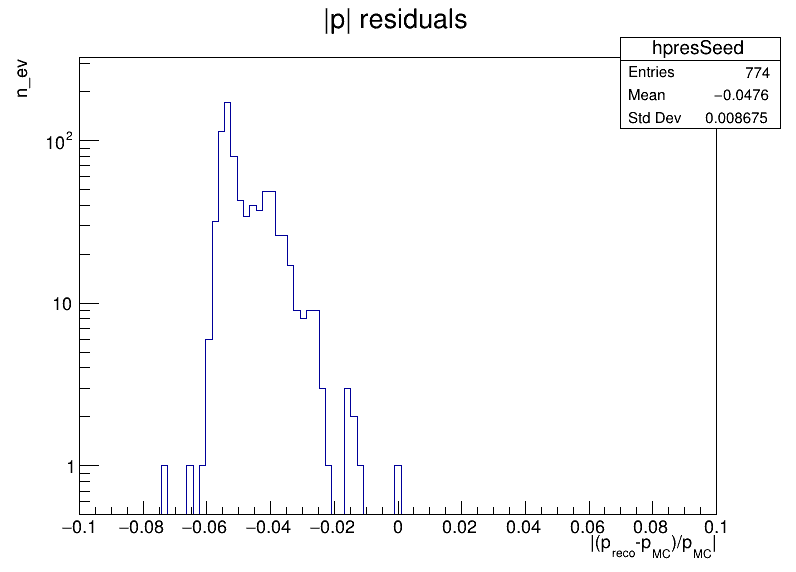 |p| residuals
hpresSeed
Entries 774
Mean −0.0476
Std Dev 0.008675
n_ev
10²
10
1
−0.1 −0.08 −0.06 −0.04 −0.02 0 0.02 0.04 0.06 0.08 0.1
|(p_reco-p_MC)/p_MC|